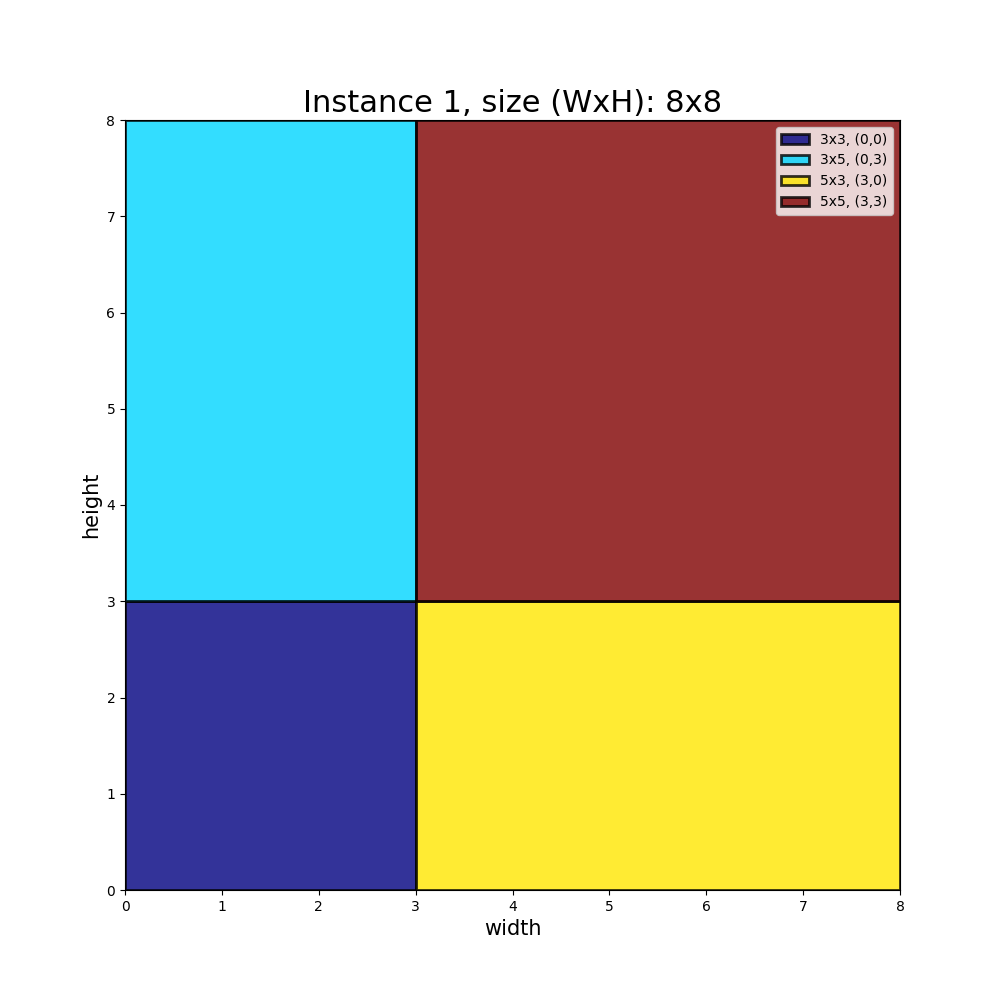 Instance 1, size (WxH): 8x8
3x3, (0,0)
3x5, (0,3)
5x3, (3,0)
5x5, (3,3)
height
8
7
6
5
4
3
2
1
0
0 1 2 3 4 5 6 7 8
width